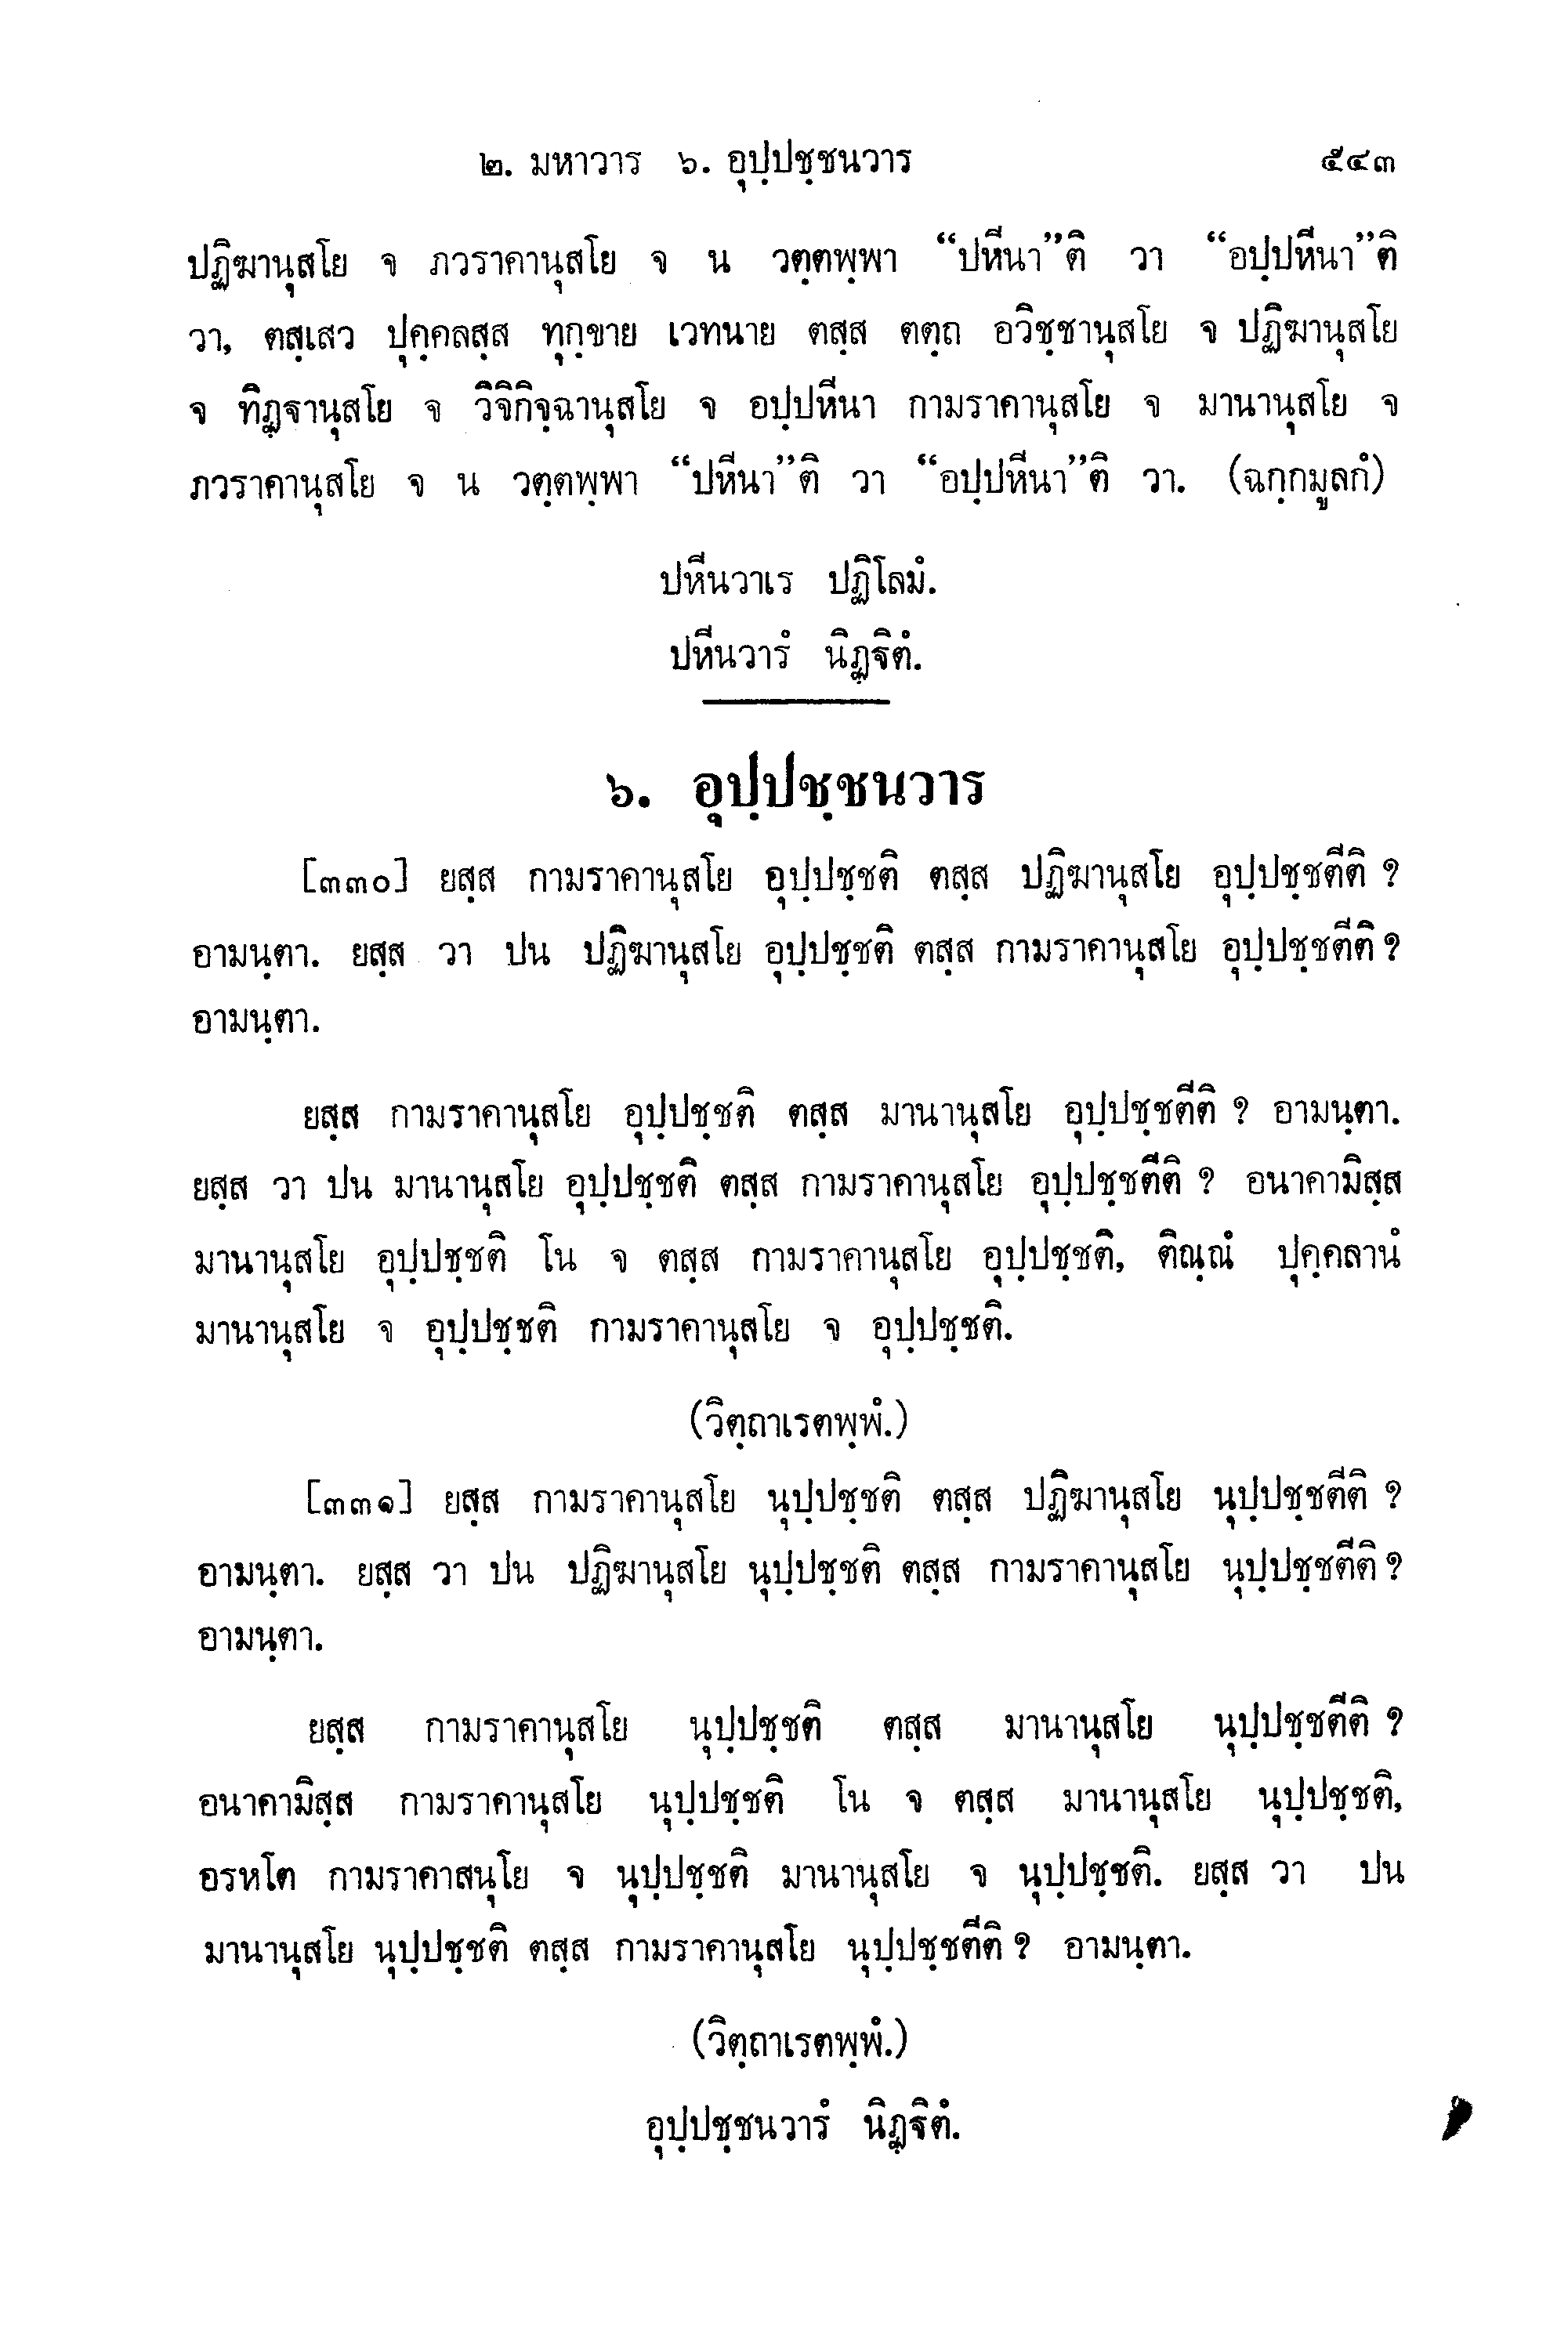 ๒. มหาวาร ๖. อุปฺปชฺชนวาร ๕๔๓
ปฏิฆานุสโย จ ภวราคานุสโย จ น วตฺตพฺพา “ปหีนา”ติ วา “อปฺปหีนา”ติ
วา, ตสฺเสว ปุคฺคลสฺส ทุกฺขาย เวทนาย ตสฺส ตตฺถ อวิชฺชานุสโย จ ปฏิฆานุสโย
จ ทิฏฺฐานุสโย จ วิจิกิจฺฉานุสโย จ อปฺปหีนา กามราคานุสโย จ มานานุสโย จ
ภวราคานุสโย จ น วตฺตพฺพา “ปหีนา”ติ วา “อปฺปหีนา”ติ วา. (ฉกฺกมูลกํ)
ปหีนวาเร ปฏิโลมํ.
ปหีนวารํ นิฏฺฐิตํ.
๖. อุปฺปชฺชนวาร
[๓๓๐] ยสฺส กามราคานุสโย อุปฺปชฺชติ ตสฺส ปฏิฆานุสโย อุปฺปชฺชตีติ ?
อามนฺตา. ยสฺส วา ปน ปฏิฆานุสโย อุปฺปชฺชติ ตสฺส กามราคานุสโย อุปฺปชฺชตีติ ?
อามนฺตา.
ยสฺส กามราคานุสโย อุปฺปชฺชติ ตสฺส มานานุสโย อุปฺปชฺชตีติ ? อามนฺตา.
ยสฺส วา ปน มานานุสโย อุปฺปชฺชติ ตสฺส กามราคานุสโย อุปฺปชฺชตีติ ? อนาคามิสฺส
มานานุสโย อุปฺปชฺชติ โน จ ตสฺส กามราคานุสโย อุปฺปชฺชติ, ติณฺณํ ปุคฺคลานํ
มานานุสโย จ อุปฺปชฺชติ กามราคานุสโย จ อุปฺปชฺชติ.
(วิตฺถาเรตพฺพํ.)
[๓๓๑] ยสฺส กามราคานุสโย นุปฺปชฺชติ ตสฺส ปฏิฆานุสโย นุปฺปชฺชตีติ ?
อามนฺตา. ยสฺส วา ปน ปฏิฆานุสโย นุปฺปชฺชติ ตสฺส กามราคานุสโย นุปฺปชฺชตีติ ?
อามนฺตา.
ยสฺส กามราคานุสโย นุปฺปชฺชติ ตสฺส มานานุสโย นุปฺปชฺชตีติ ?
อนาคามิสฺส กามราคานุสโย นุปฺปชฺชติ โน จ ตสฺส มานานุสโย นุปฺปชฺชติ,
อรหโต กามราคาสนุโย จ นุปฺปชฺชติ มานานุสโย จ นุปฺปชฺชติ. ยสฺส วา ปน
มานานุสโย นุปฺปชฺชติ ตสฺส กามราคานุสโย นุปฺปชฺชตีติ ? อามนฺตา.
(วิตฺถาเรตพฺพํ.)
อุปฺปชฺชนวารํ นิฏฺฐิตํ.